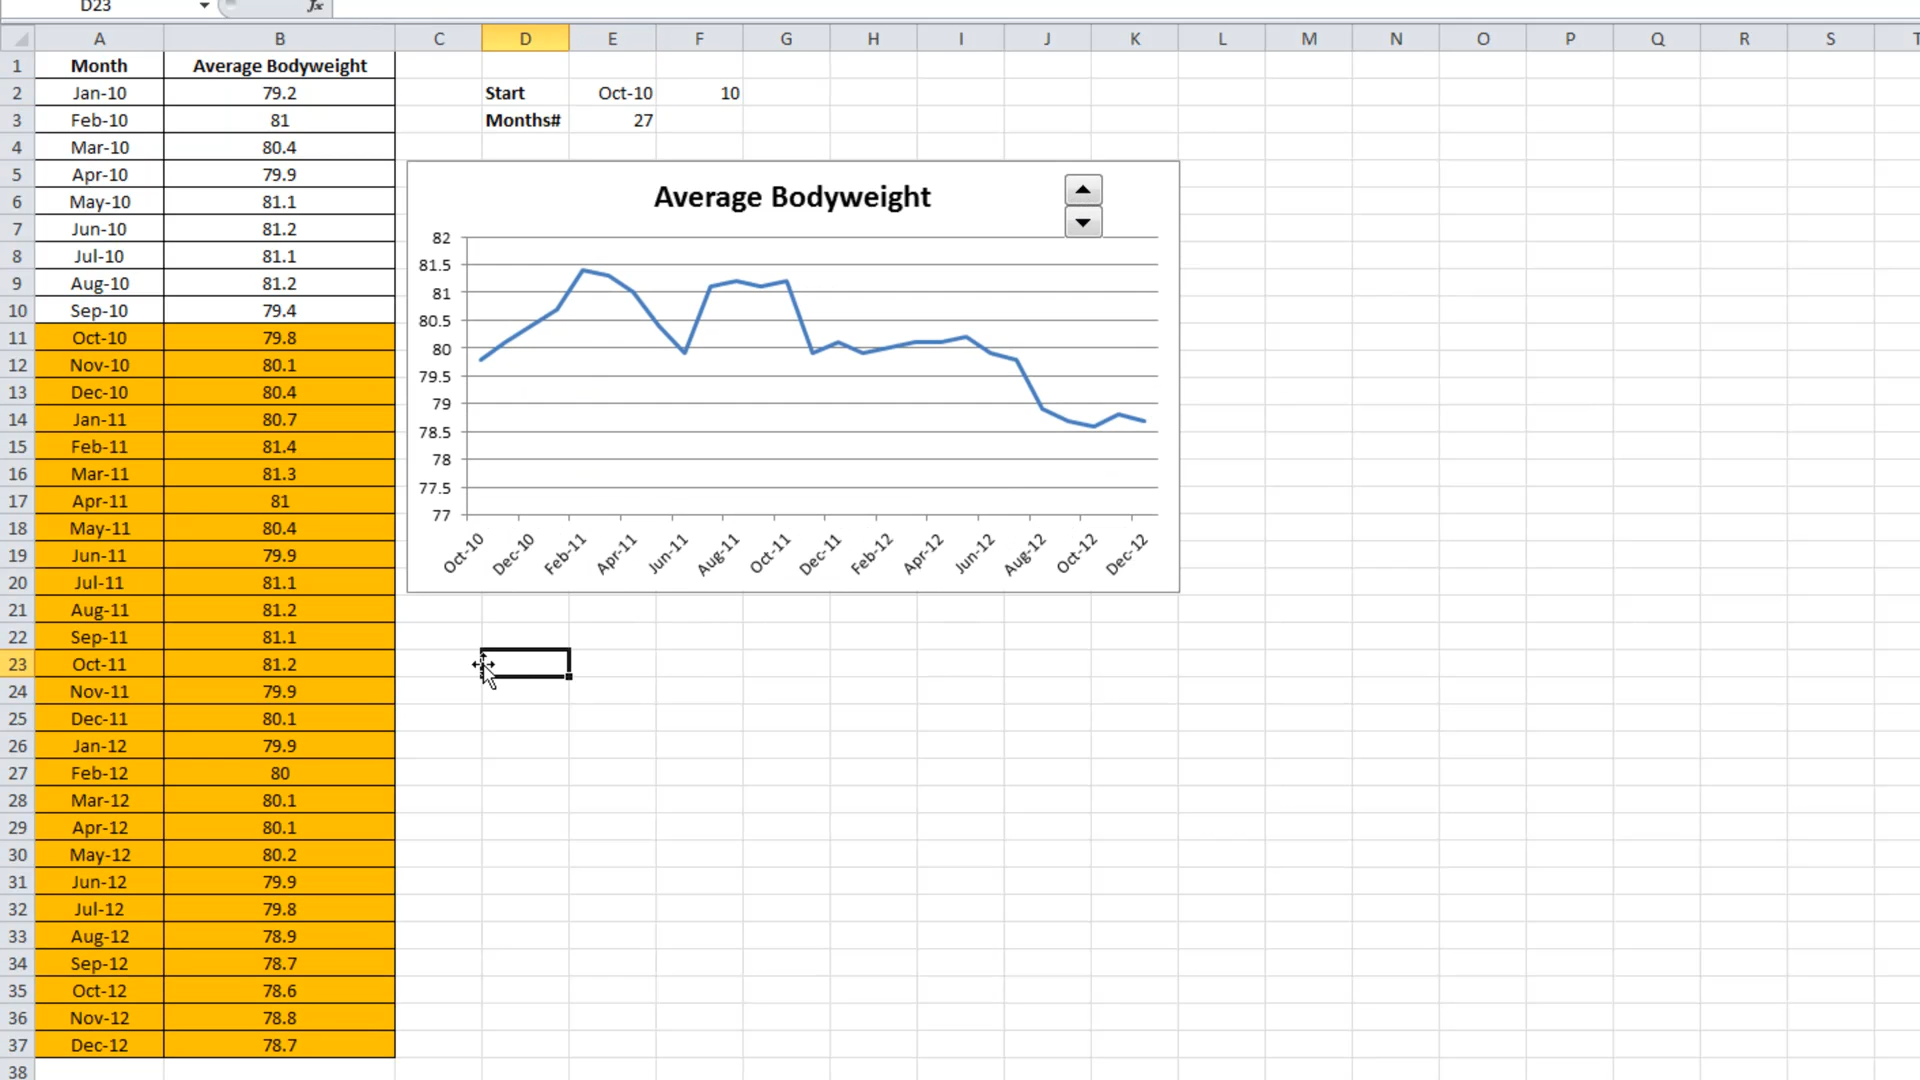 D23 fx
A B C D E F G H I J K L M N O P Q R S T
1 Month Average Bodyweight
2 Jan-10 79.2 Start Oct-10 10
3 Feb-10 81 Months# 27
4 Mar-10 80.4
5 Apr-10 79.9
6 May-10 81.1
7 Jun-10 81.2
8 Jul-10 81.1
9 Aug-10 81.2
10 Sep-10 79.4
11 Oct-10 79.8
12 Nov-10 80.1
13 Dec-10 80.4
14 Jan-11 80.7
15 Feb-11 81.4
16 Mar-11 81.3
17 Apr-11 81
18 May-11 80.4
19 Jun-11 79.9
20 Jul-11 81.1
21 Aug-11 81.2
22 Sep-11 81.1
23 Oct-11 81.2
24 Nov-11 79.9
25 Dec-11 80.1
26 Jan-12 79.9
27 Feb-12 80
28 Mar-12 80.1
29 Apr-12 80.1
30 May-12 80.2
31 Jun-12 79.9
32 Jul-12 79.8
33 Aug-12 78.9
34 Sep-12 78.7
35 Oct-12 78.6
36 Nov-12 78.8
37 Dec-12 78.7
38
Average Bodyweight
82
81.5
81
80.5
80
79.5
79
78.5
78
77.5
77
Oct-10 Dec-10 Feb-11 Apr-11 Jun-11 Aug-11 Oct-11 Dec-11 Feb-12 Apr-12 Jun-12 Aug-12 Oct-12 Dec-12